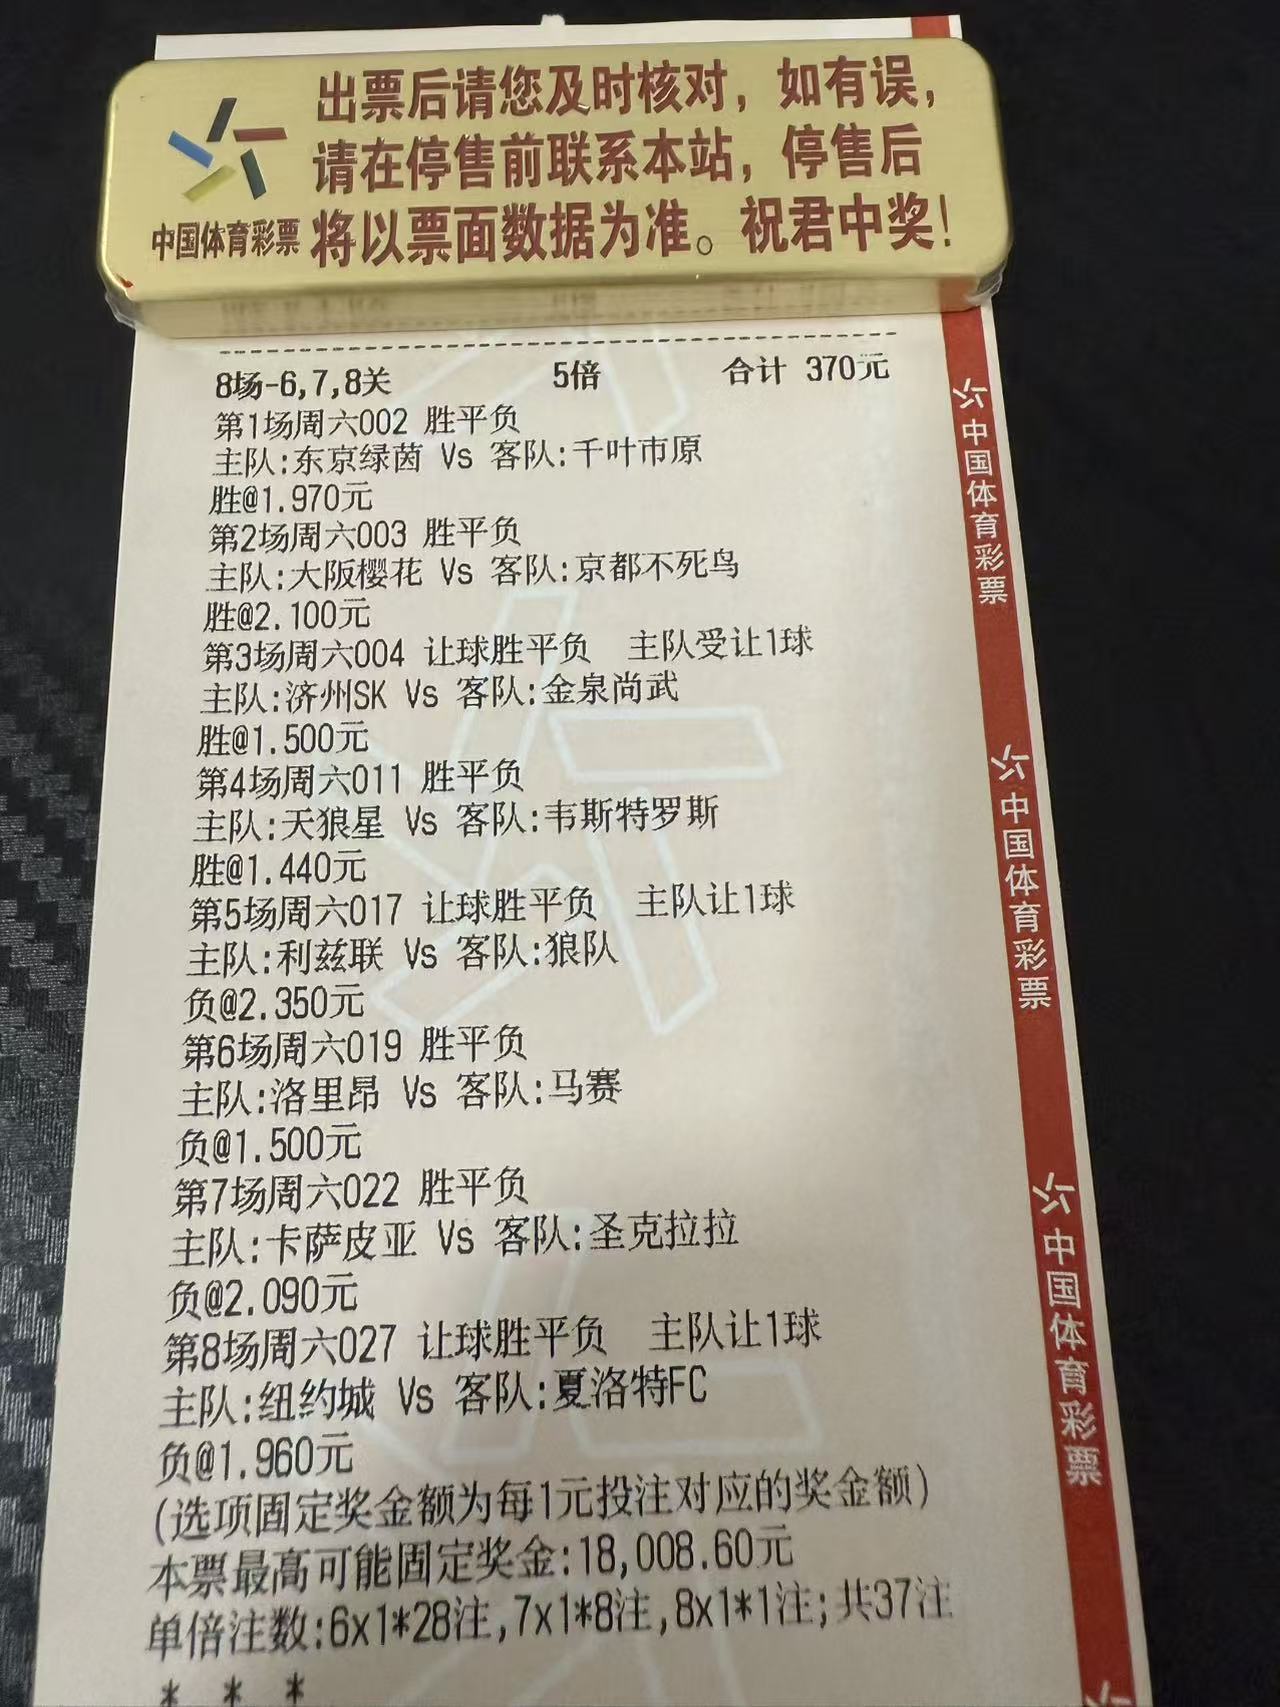 出票后请您及时核对，如有误，
请在停售前联系本站，停售后
将以票面数据为准。祝君中奖！
中国体育彩票
8场-6,7,8关 5倍 合计 370元
第1场周六002 胜平负
主队:东京绿茵 Vs 客队:千叶市原
胜@1.970元
第2场周六003 胜平负
主队:大阪樱花 Vs 客队:京都不死鸟
胜@2.100元
第3场周六004 让球胜平负 主队受让1球
主队:济州SK Vs 客队:金泉尚武
胜@1.500元
第4场周六011 胜平负
主队:天狼星 Vs 客队:韦斯特罗斯
胜@1.440元
第5场周六017 让球胜平负 主队让1球
主队:利兹联 Vs 客队:狼队
负@2.350元
第6场周六019 胜平负
主队:洛里昂 Vs 客队:马赛
负@1.500元
第7场周六022 胜平负
主队:卡萨皮亚 Vs 客队:圣克拉拉
负@2.090元
第8场周六027 让球胜平负 主队让1球
主队:纽约城 Vs 客队:夏洛特FC
负@1.960元
(选项固定奖金额为每1元投注对应的奖金额)
本票最高可能固定奖金:18,008.60元
单倍注数:6x1*28注,7x1*8注,8x1*1注;共37注
* * *
中国体育彩票
中国体育彩票
中国体育彩票